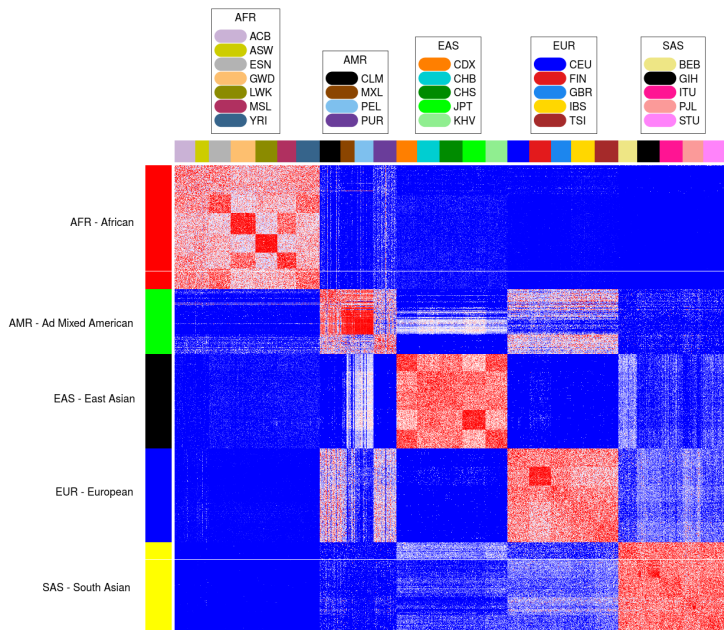 AFR
ACB
ASW
ESN
GWD
LWK
MSL
YRI
AMR
CLM
MXL
PEL
PUR
EAS
CDX
CHB
CHS
JPT
KHV
EUR
CEU
FIN
GBR
IBS
TSI
SAS
BEB
GIH
ITU
PJL
STU
AFR - African
AMR - Ad Mixed American
EAS - East Asian
EUR - European
SAS - South Asian